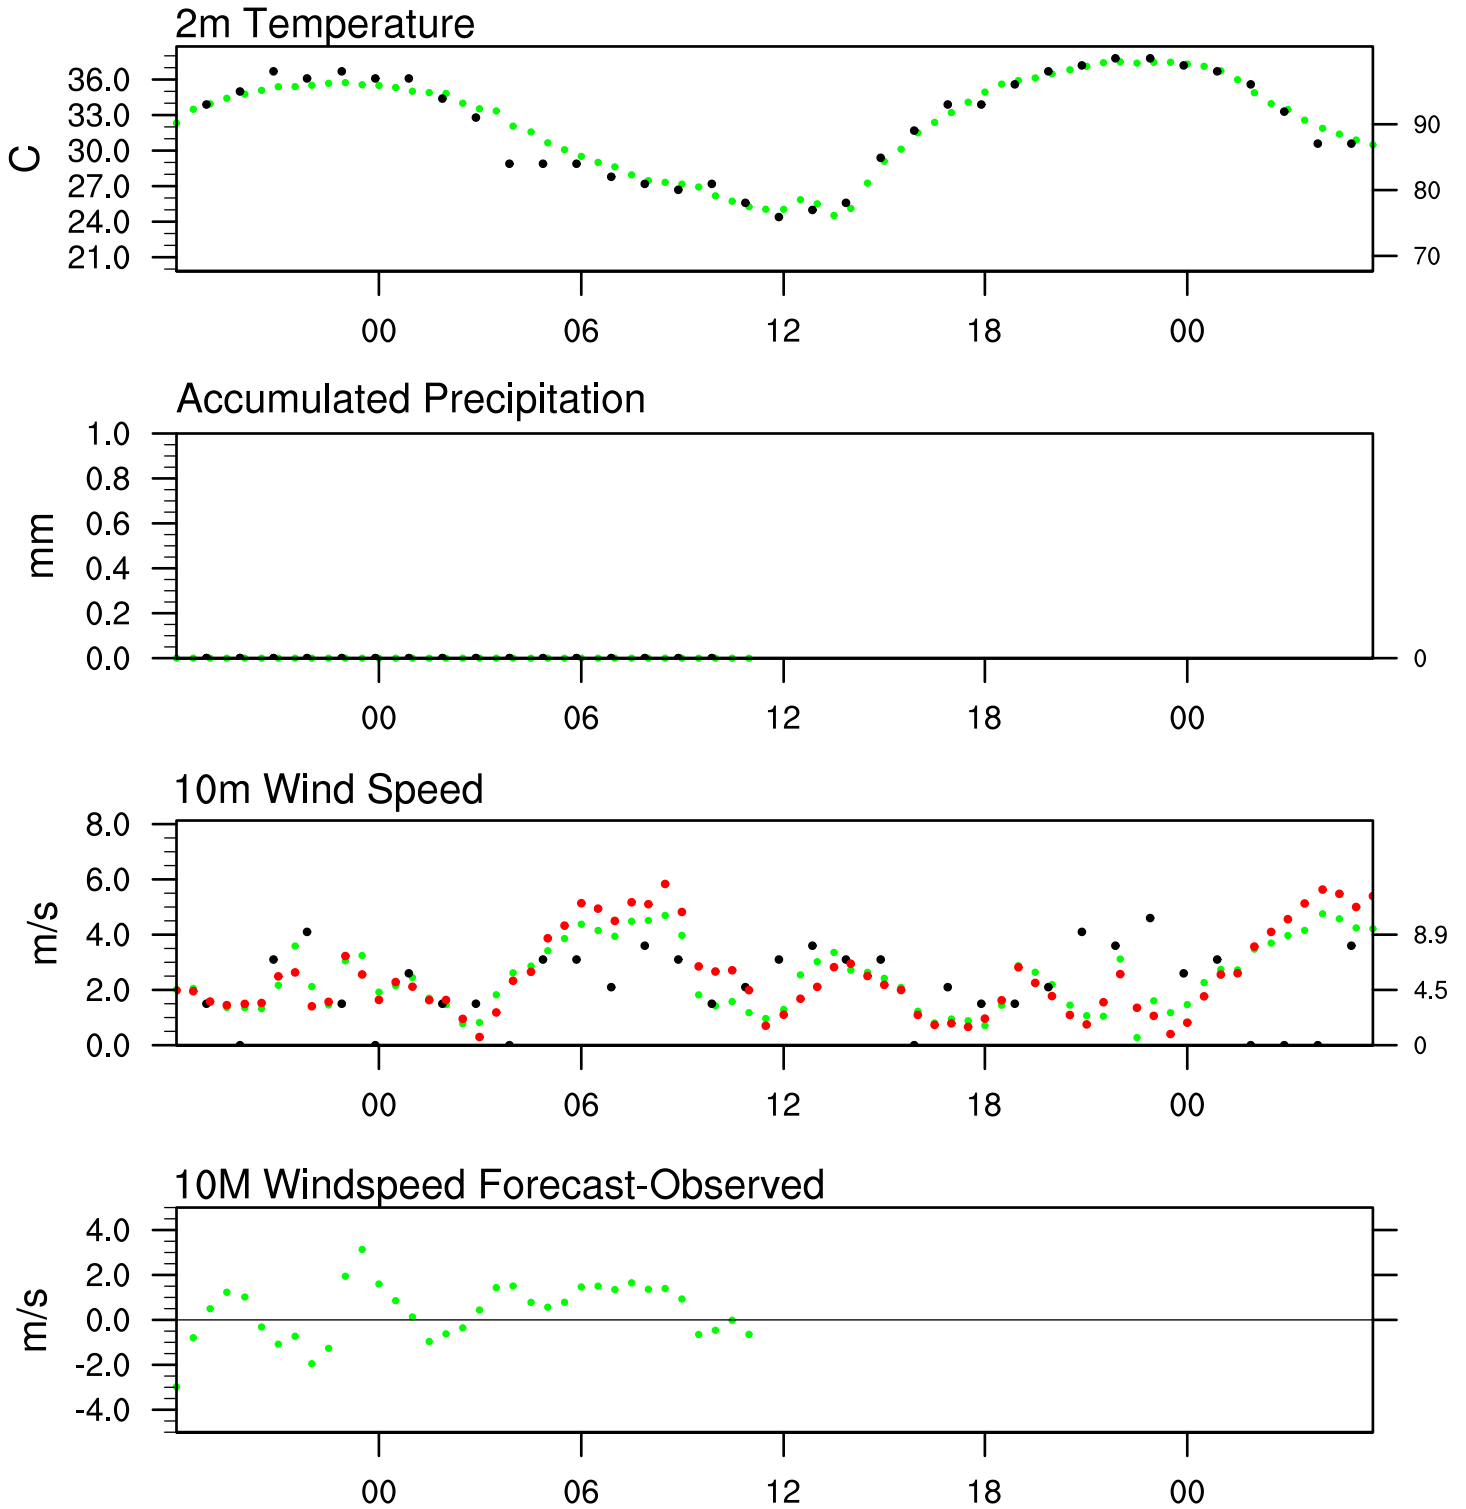 2m Temperature
36.0
33.0
30.0
27.0
24.0
21.0
C
90
80
70
00 06 12 18 00
Accumulated Precipitation
1.0
0.8
0.6
0.4
0.2
0.0
mm
0
00 06 12 18 00
10m Wind Speed
8.0
6.0
4.0
2.0
0.0
m/s
8.9
4.5
0
00 06 12 18 00
10M Windspeed Forecast-Observed
4.0
2.0
0.0
-2.0
-4.0
m/s
00 06 12 18 00